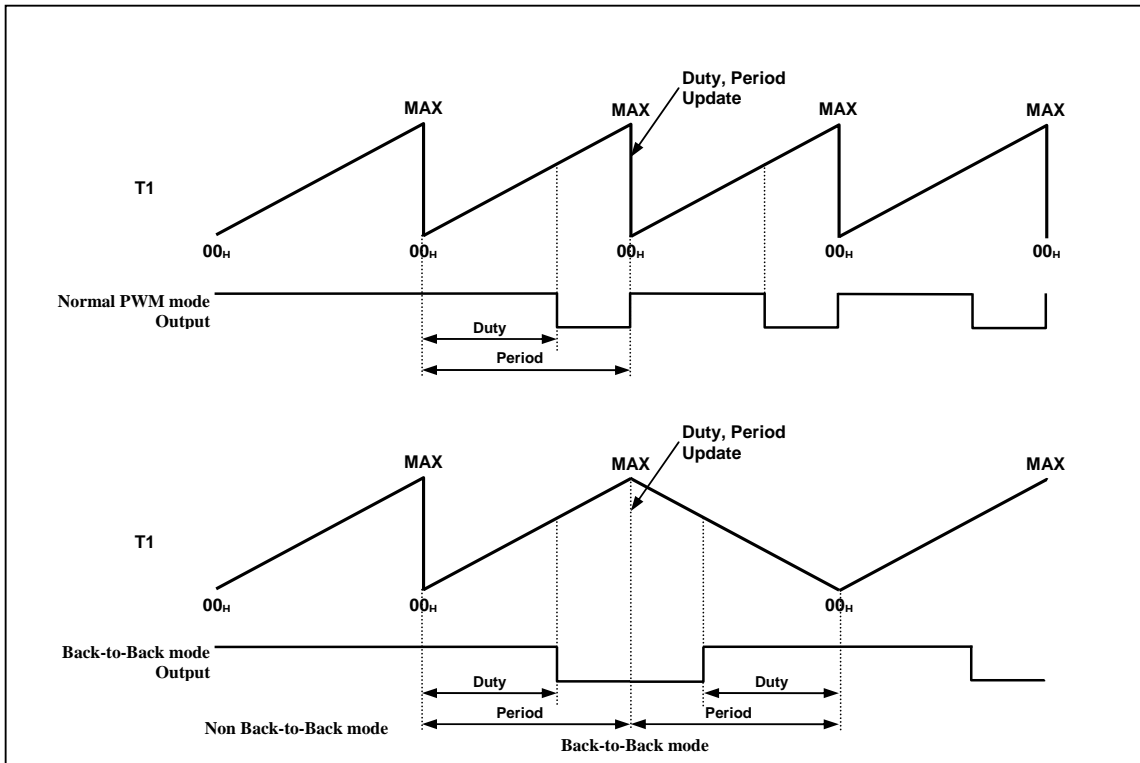 Duty, Period
Update
MAX MAX MAX MAX
T1
00H 00H 00H 00H 00H
Normal PWM mode
Output
Duty
Period
Duty, Period
Update
MAX MAX MAX
T1
00H 00H 00H
Back-to-Back mode
Output
Duty Duty
Period Period
Non Back-to-Back mode
Back-to-Back mode